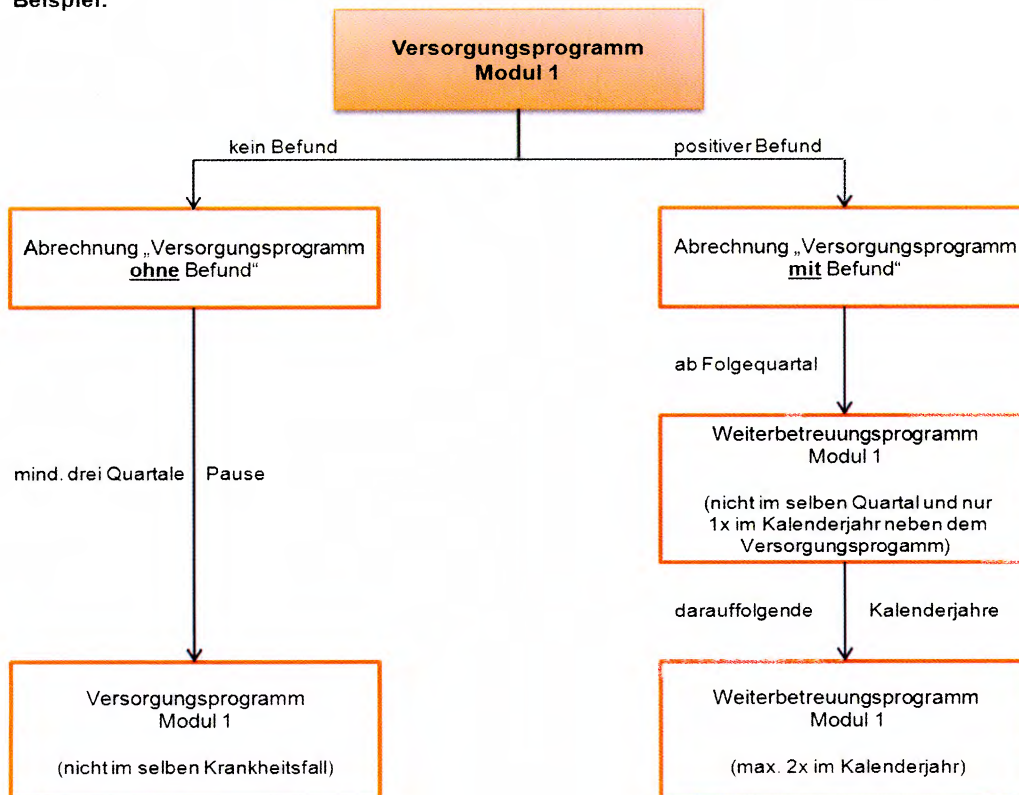 Beispiel:
Versorgungsprogramm
Modul 1
kein Befund
positiver Befund
Abrechnung „Versorgungsprogramm
ohne Befund“
Abrechnung „Versorgungsprogramm
mit Befund“
ab Folgequartal
Weiterbetreuungsprogramm
Modul 1
(nicht im selben Quartal und nur
1x im Kalenderjahr neben dem
Versorgungsprogamm)
mind. drei Quartale Pause
darauffolgende Kalenderjahre
Versorgungsprogramm
Modul 1
(nicht im selben Krankheitsfall)
Weiterbetreuungsprogramm
Modul 1
(max. 2x im Kalenderjahr)